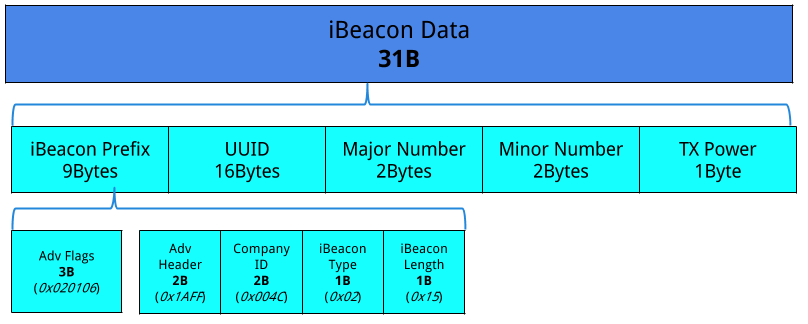 iBeacon Data
31B
iBeacon Prefix
9Bytes
UUID
16Bytes
Major Number
2Bytes
Minor Number
2Bytes
TX Power
1Byte
Adv Flags
3B
(0x020106)
Adv
Header
2B
(0x1AFF)
Company
ID
2B
(0x004C)
iBeacon
Type
1B
(0x02)
iBeacon
Length
1B
(0x15)